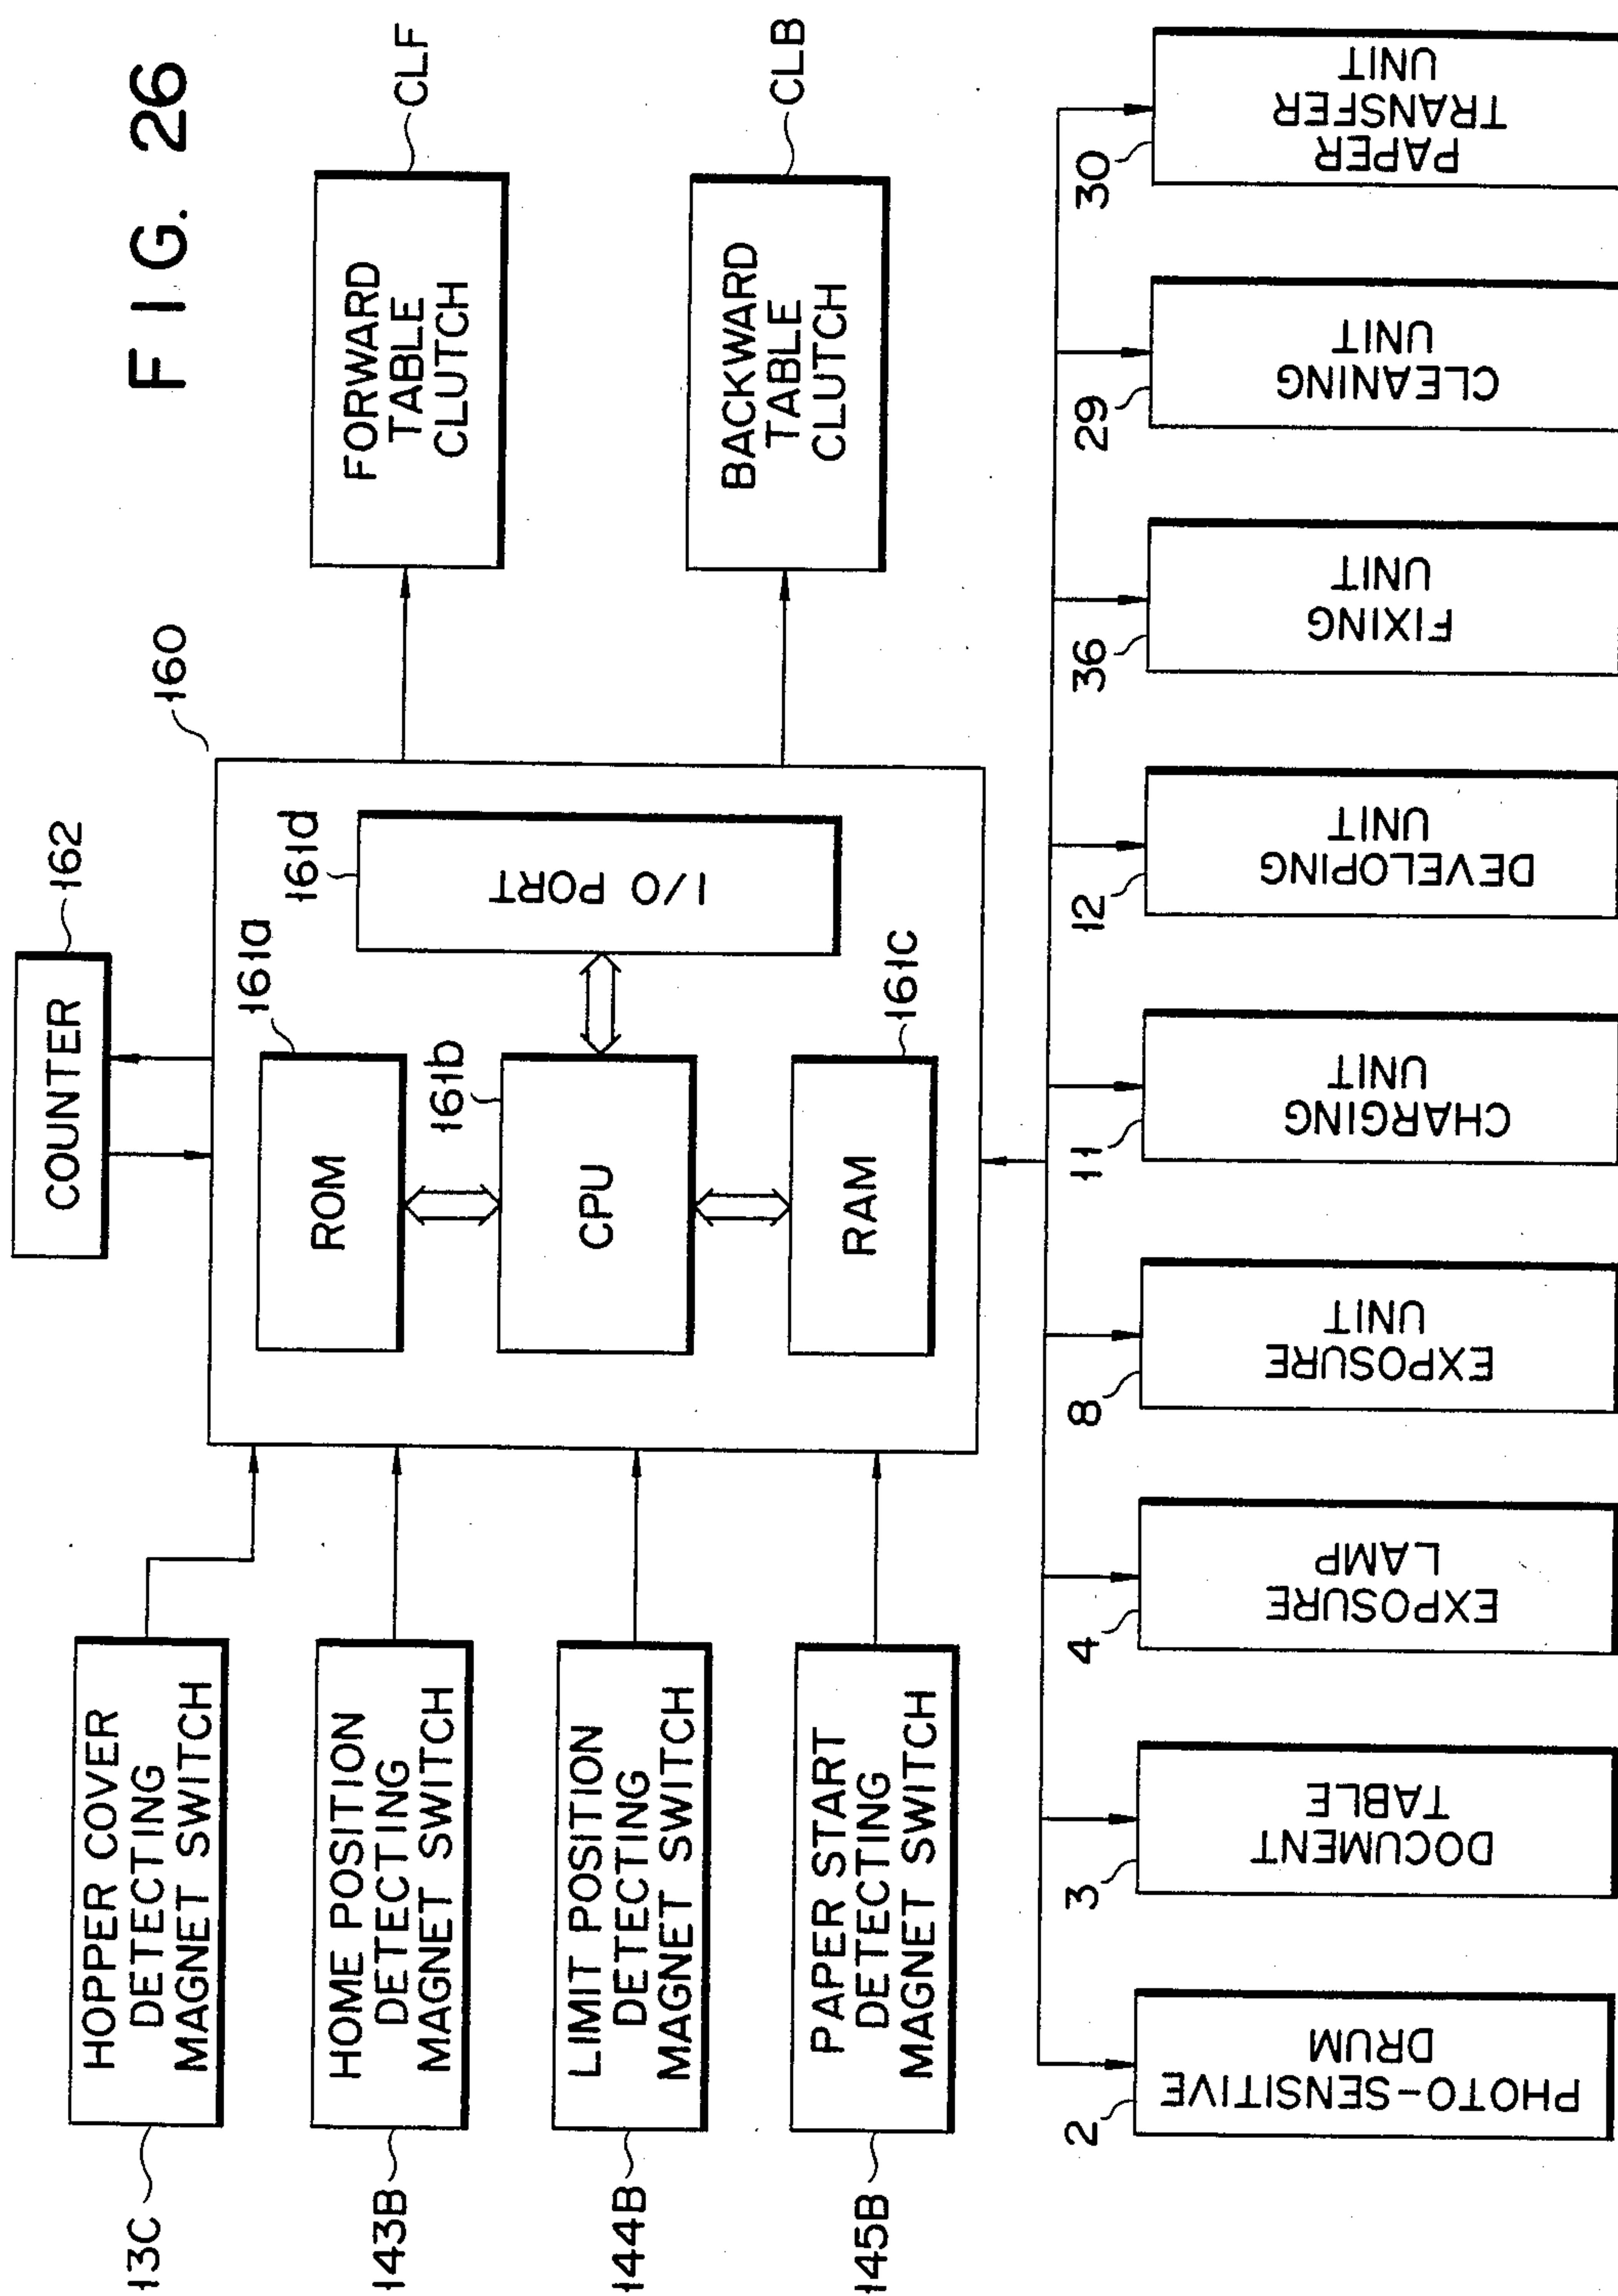 FIG. 26
COUNTER
162
160
HOPPER COVER
DETECTING
MAGNET SWITCH
13C
HOME POSITION
DETECTING
MAGNET SWITCH
143B
LIMIT POSITION
DETECTING
MAGNET SWITCH
144B
PAPER START
DETECTING
MAGNET SWITCH
145B
ROM
161a
CPU
161b
RAM
161c
I/O PORT
161d
FORWARD
TABLE
CLUTCH
CLF
BACKWARD
TABLE
CLUTCH
CLB
2
PHOTO-SENSITIVE
DRUM
3
DOCUMENT
TABLE
4
EXPOSURE
LAMP
8
EXPOSURE
UNIT
11
CHARGING
UNIT
12
DEVELOPING
UNIT
36
FIXING
UNIT
29
CLEANING
UNIT
30
PAPER
TRANSFER
UNIT